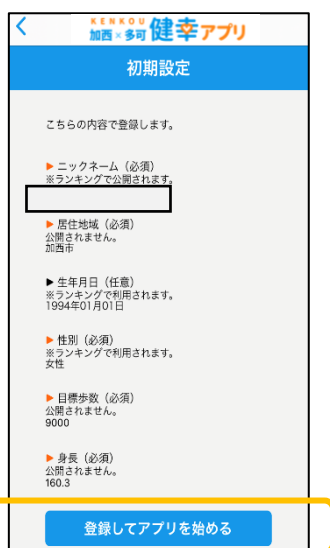 KENKOU
加西×多可 健幸アプリ
初期設定
こちらの内容で登録します。
▶ ニックネーム（必須）
※ランキングで公開されます。
▶ 居住地域（必須）
公開されません。
加西市
▶ 生年月日（任意）
※ランキングで利用されます。
1994年01月01日
▶ 性別（必須）
※ランキングで利用されます。
女性
▶ 目標歩数（必須）
公開されません。
9000
▶ 身長（必須）
公開されません。
160.3
登録してアプリを始める